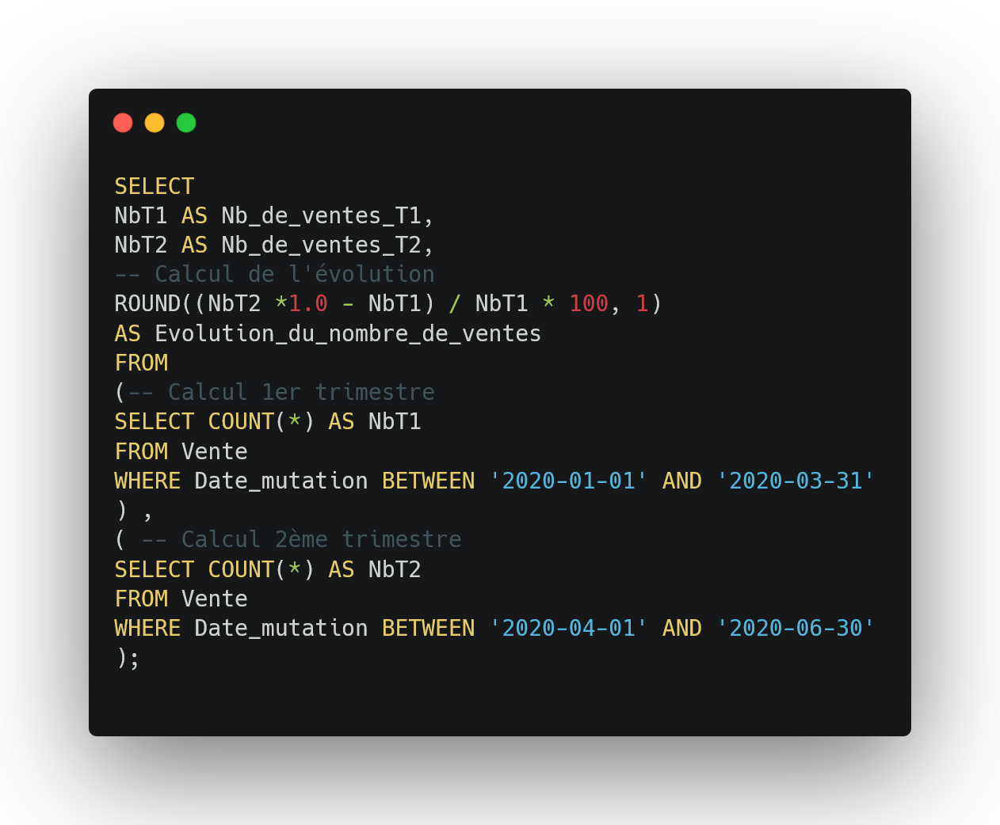 SELECT
NbT1 AS Nb_de_ventes_T1,
NbT2 AS Nb_de_ventes_T2,
-- Calcul de l'évolution
ROUND((NbT2 *1.0 - NbT1) / NbT1 * 100, 1)
AS Evolution_du_nombre_de_ventes
FROM
(-- Calcul 1er trimestre
SELECT COUNT(*) AS NbT1
FROM Vente
WHERE Date_mutation BETWEEN '2020-01-01' AND '2020-03-31'
) ,
( -- Calcul 2ème trimestre
SELECT COUNT(*) AS NbT2
FROM Vente
WHERE Date_mutation BETWEEN '2020-04-01' AND '2020-06-30'
);